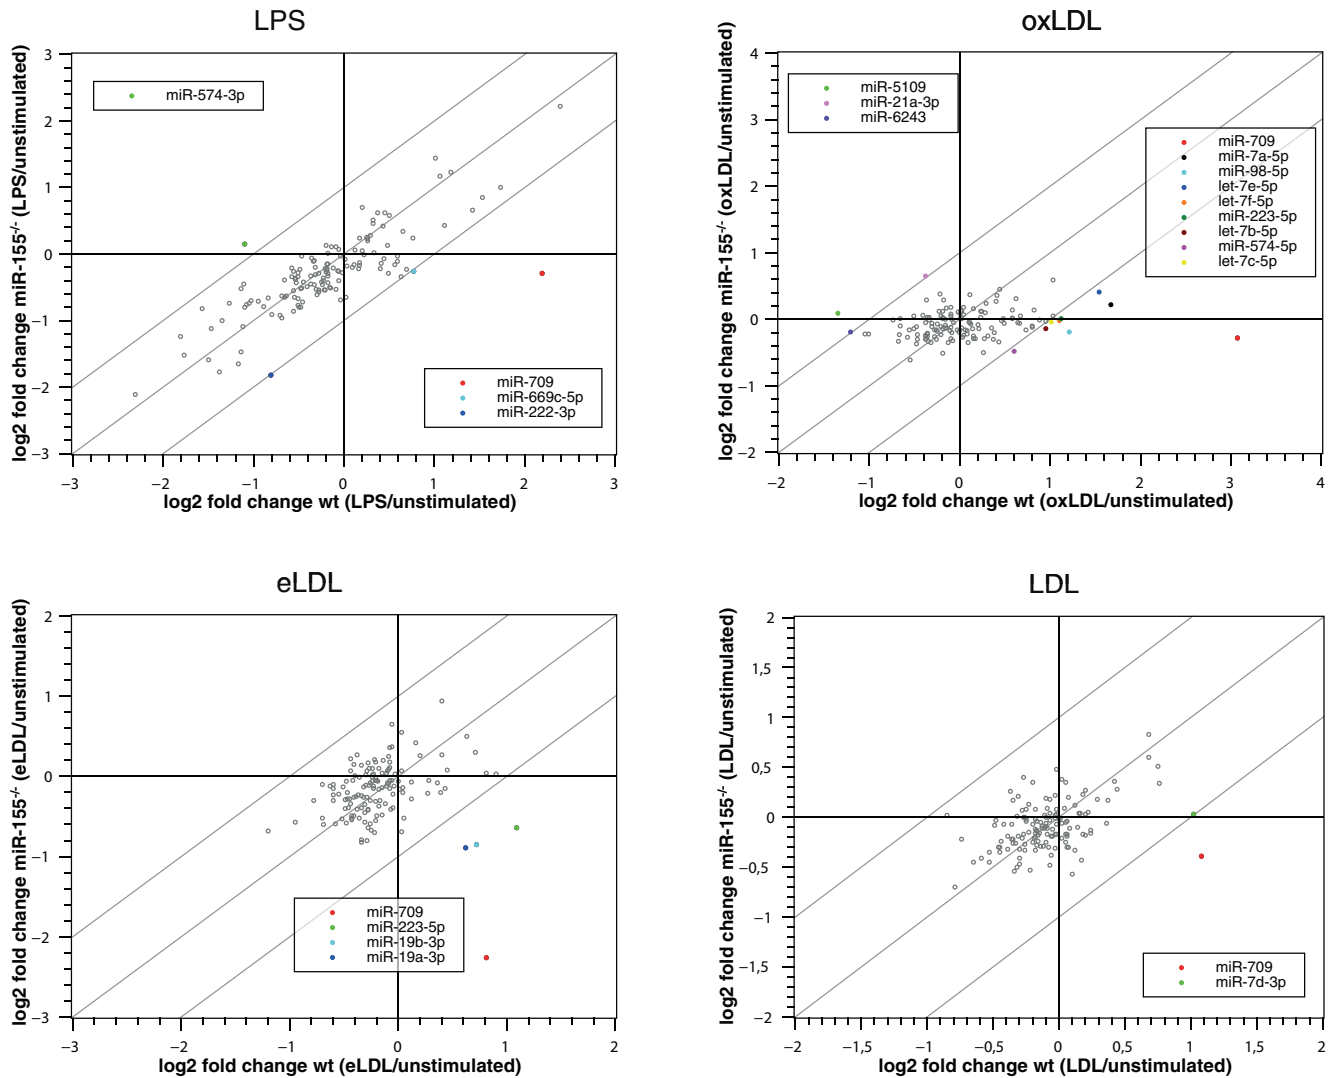 LPS
log2 fold change miR-155-/- (LPS/unstimulated)
3
2
1
0
−1
−2
−3
miR-574-3p
miR-709
miR-669c-5p
miR-222-3p
−3
−2
−1
0
1
2
3
log2 fold change wt (LPS/unstimulated)
oxLDL
log2 fold change miR-155-/- (oxLDL/unstimulated)
4
3
2
1
0
−1
−2
miR-5109
miR-21a-3p
miR-6243
miR-709
miR-7a-5p
miR-98-5p
let-7e-5p
let-7f-5p
miR-223-5p
let-7b-5p
miR-574-5p
let-7c-5p
−2
−1
0
1
2
3
4
log2 fold change wt (oxLDL/unstimulated)
eLDL
log2 fold change miR-155-/- (eLDL/unstimulated)
2
1
0
−1
−2
−3
miR-709
miR-223-5p
miR-19b-3p
miR-19a-3p
−3
−2
−1
0
1
2
log2 fold change wt (eLDL/unstimulated)
LDL
log2 fold change miR-155-/- (LDL/unstimulated)
2
1,5
1
0,5
0
−0,5
−1
−1,5
−2
miR-709
miR-7d-3p
−2
−1,5
−1
−0,5
0
0,5
1
1,5
2
log2 fold change wt (LDL/unstimulated)